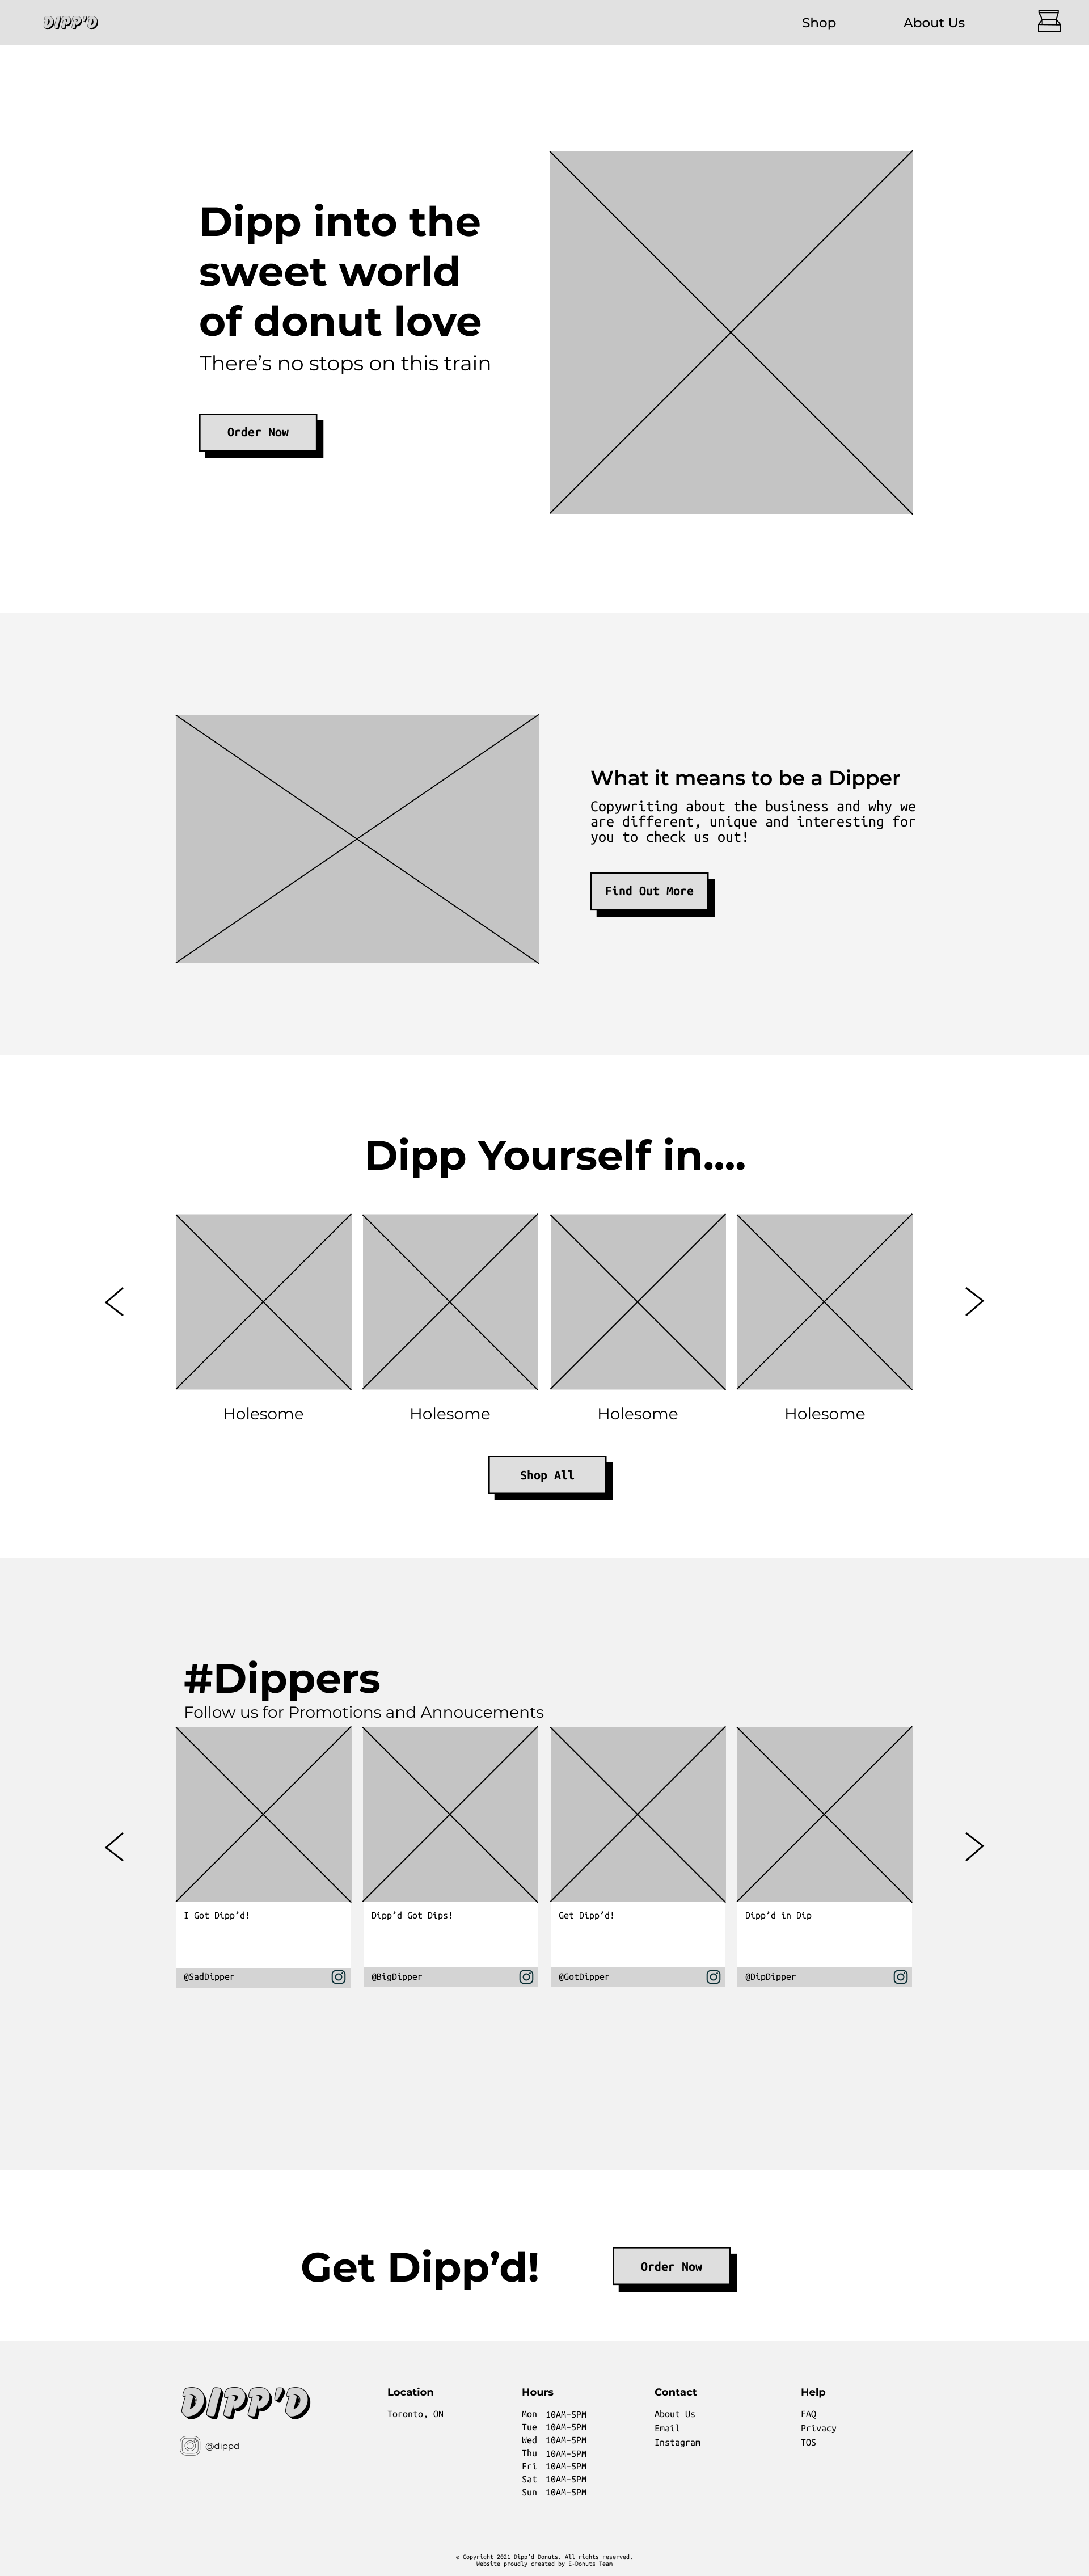 DIPP'D
Shop
About Us
Dipp into the
sweet world
of donut love
There's no stops on this train
Order Now
What it means to be a Dipper
Copywriting about the business and why we
are different, unique and interesting for
you to check us out!
Find Out More
Dipp Yourself in....
Holesome
Holesome
Holesome
Holesome
Shop All
#Dippers
Follow us for Promotions and Annoucements
I Got Dipp'd!
@SadDipper
Dipp'd Got Dips!
@BigDipper
Get Dipp'd!
@GotDipper
Dipp'd in Dip
@DipDipper
Get Dipp'd!
Order Now
DIPP'D
@dippd
Location
Toronto, ON
Hours
Mon 10AM-5PM
Tue 10AM-5PM
Wed 10AM-5PM
Thu 10AM-5PM
Fri 10AM-5PM
Sat 10AM-5PM
Sun 10AM-5PM
Contact
About Us
Email
Instagram
Help
FAQ
Privacy
TOS
© Copyright 2021 Dipp'd Donuts. All rights reserved.
Website proudly created by E-Donuts Team